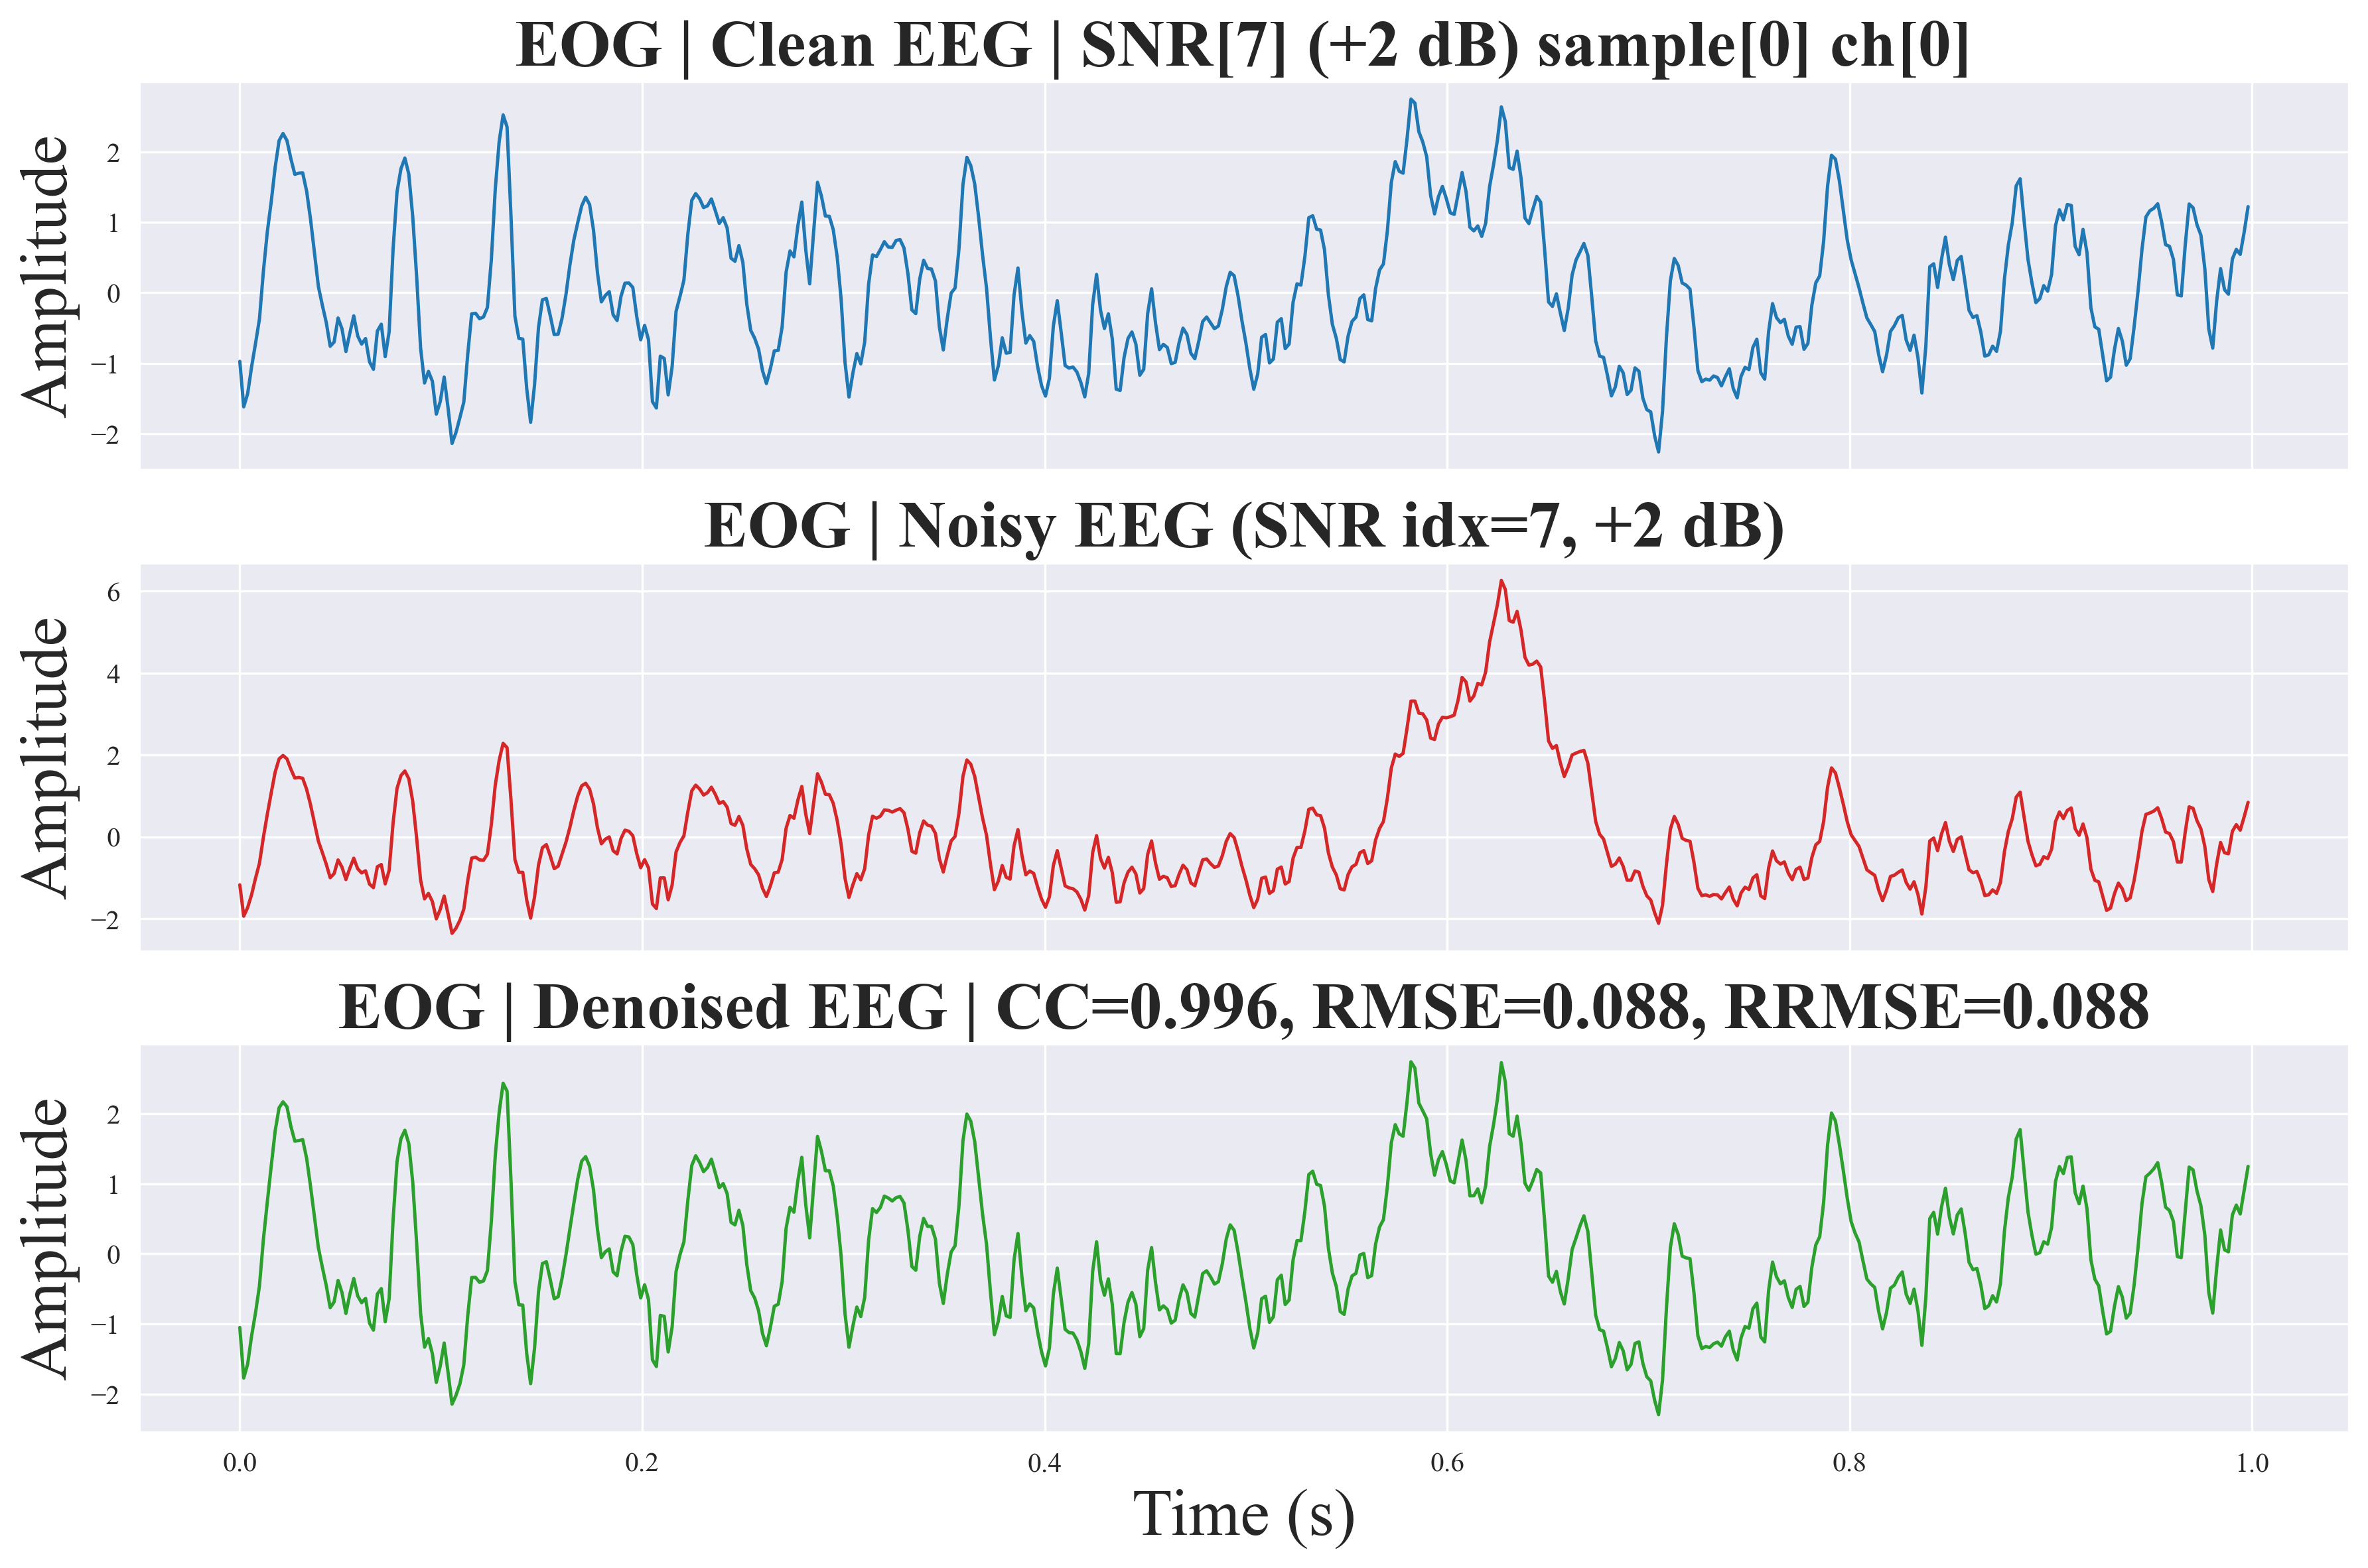 EOG | Clean EEG | SNR[7] (+2 dB) sample[0] ch[0]
Amplitude
2
1
0
−1
−2
EOG | Noisy EEG (SNR idx=7, +2 dB)
Amplitude
6
4
2
0
−2
EOG | Denoised EEG | CC=0.996, RMSE=0.088, RRMSE=0.088
Amplitude
2
1
0
−1
−2
0.0 0.2 0.4 0.6 0.8 1.0
Time (s)